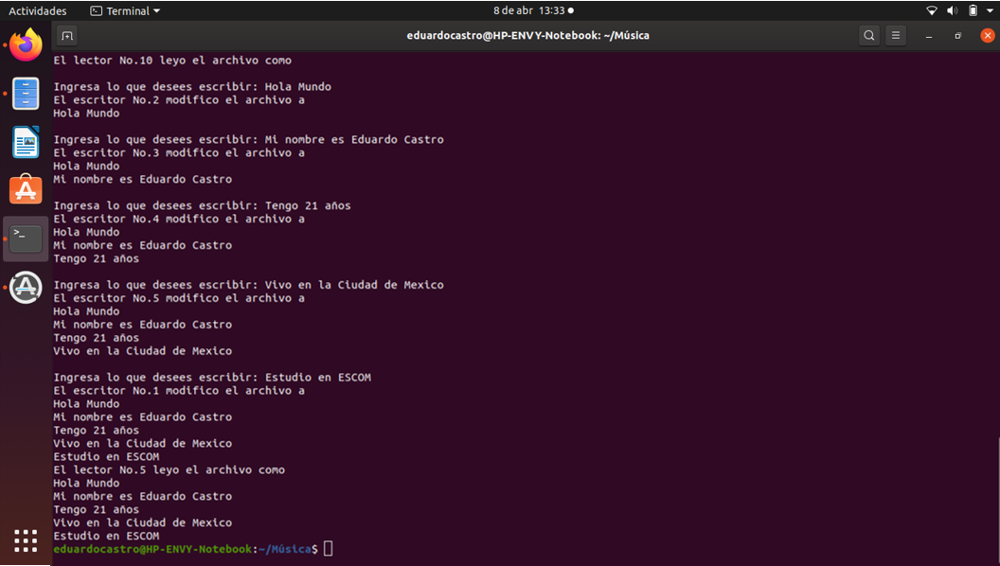 Actividades Terminal 8 de abr 13:33
eduardocastro@HP-ENVY-Notebook: ~/Música
El lector No.10 leyo el archivo como
Ingresa lo que desees escribir: Hola Mundo
El escritor No.2 modifico el archivo a
Hola Mundo
Ingresa lo que desees escribir: Mi nombre es Eduardo Castro
El escritor No.3 modifico el archivo a
Hola Mundo
Mi nombre es Eduardo Castro
Ingresa lo que desees escribir: Tengo 21 años
El escritor No.4 modifico el archivo a
Hola Mundo
Mi nombre es Eduardo Castro
Tengo 21 años
Ingresa lo que desees escribir: Vivo en la Ciudad de Mexico
El escritor No.5 modifico el archivo a
Hola Mundo
Mi nombre es Eduardo Castro
Tengo 21 años
Vivo en la Ciudad de Mexico
Ingresa lo que desees escribir: Estudio en ESCOM
El escritor No.1 modifico el archivo a
Hola Mundo
Mi nombre es Eduardo Castro
Tengo 21 años
Vivo en la Ciudad de Mexico
Estudio en ESCOM
El lector No.5 leyo el archivo como
Hola Mundo
Mi nombre es Eduardo Castro
Tengo 21 años
Vivo en la Ciudad de Mexico
Estudio en ESCOM
eduardocastro@HP-ENVY-Notebook:~/Música$